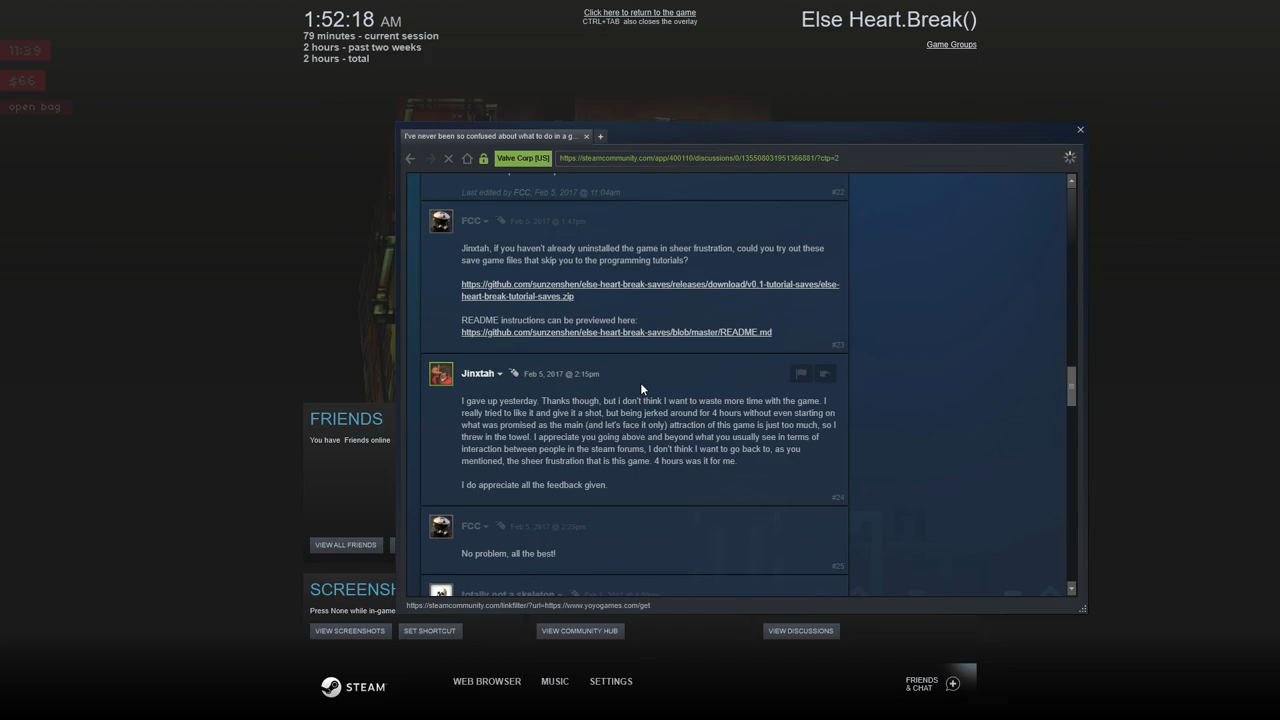 1:52:18 AM
79 minutes - current session
2 hours - past two weeks
2 hours - total
Click here to return to the game
CTRL+TAB also closes the overlay
Else Heart.Break()
Game Groups
11:39
$66
open bag
I've never been so confused about what to do in a g...
Valve Corp [US]
https://steamcommunity.com/app/400110/discussions/0/135508031951366881/?ctp=2
Last edited by FCC, Feb 5, 2017 @ 11:04am
#22
FCC
Feb 5, 2017 @ 1:47pm
Jinxtah, if you haven't already uninstalled the game in sheer frustration, could you try out these
save game files that skip you to the programming tutorials?
https://github.com/sunzenshen/else-heart-break-saves/releases/download/v0.1-tutorial-saves/else-
heart-break-tutorial-saves.zip
README instructions can be previewed here:
https://github.com/sunzenshen/else-heart-break-saves/blob/master/README.md
#23
Jinxtah
Feb 5, 2017 @ 2:15pm
I gave up yesterday. Thanks though, but i don't think I want to waste more time with the game. I
really tried to like it and give it a shot, but being jerked around for 4 hours without even starting on
what was promised as the main (and let's face it only) attraction of this game is just too much, so I
threw in the towel. I appreciate you going above and beyond what you usually see in terms of
interaction between people in the steam forums, I don't think I want to go back to, as you
mentioned, the sheer frustration that is this game. 4 hours was it for me.
I do appreciate all the feedback given.
#24
FCC
Feb 5, 2017 @ 2:25pm
No problem, all the best!
#25
totally not a skeleton
https://steamcommunity.com/linkfilter/?url=https://www.yoyogames.com/get
FRIENDS
You have Friends online
VIEW ALL FRIENDS
SCREENSH
Press None while in-game
VIEW SCREENSHOTS
SET SHORTCUT
VIEW COMMUNITY HUB
VIEW DISCUSSIONS
STEAM
WEB BROWSER
MUSIC
SETTINGS
FRIENDS
& CHAT